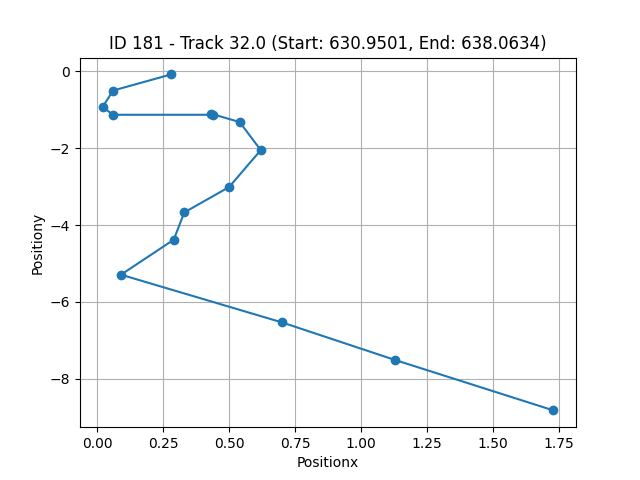 ID 181 - Track 32.0 (Start: 630.9501, End: 638.0634)
0
−2
−4
−6
−8
Positiony
0.00 0.25 0.50 0.75 1.00 1.25 1.50 1.75
Positionx